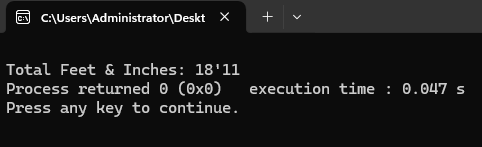 C:\Users\Administrator\Deskt
Total Feet & Inches: 18'11
Process returned 0 (0x0)   execution time : 0.047 s
Press any key to continue.